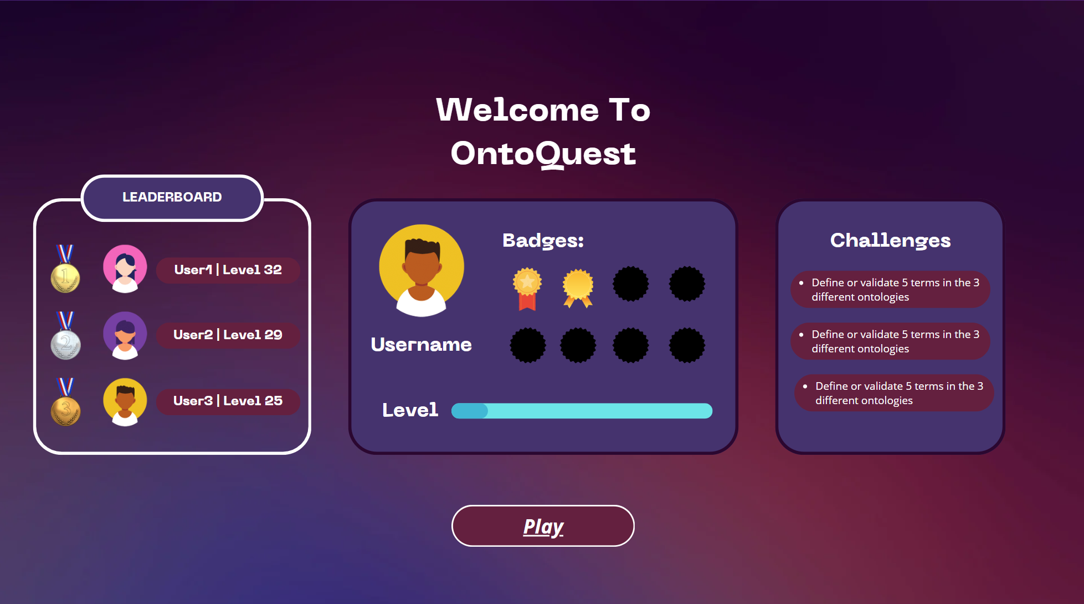 Welcome To
OntoQuest
LEADERBOARD
1
User1 | Level 32
2
User2 | Level 29
3
User3 | Level 25
Badges:
Username
Level
Challenges
• Define or validate 5 terms in the 3
different ontologies
• Define or validate 5 terms in the 3
different ontologies
• Define or validate 5 terms in the 3
different ontologies
Play